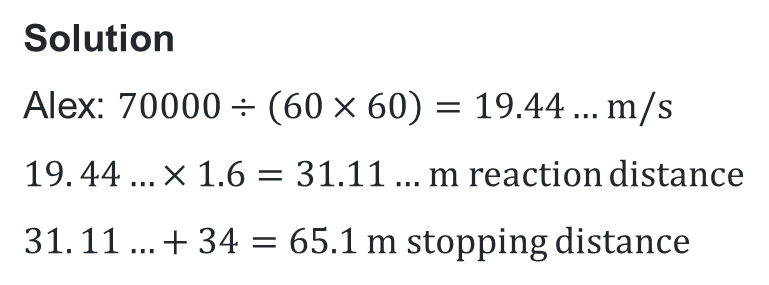 Solution
Alex: 70000 ÷ (60 × 60) = 19.44 … m/s
19.44 … × 1.6 = 31.11 … m reaction distance
31.11 … + 34 = 65.1 m stopping distance